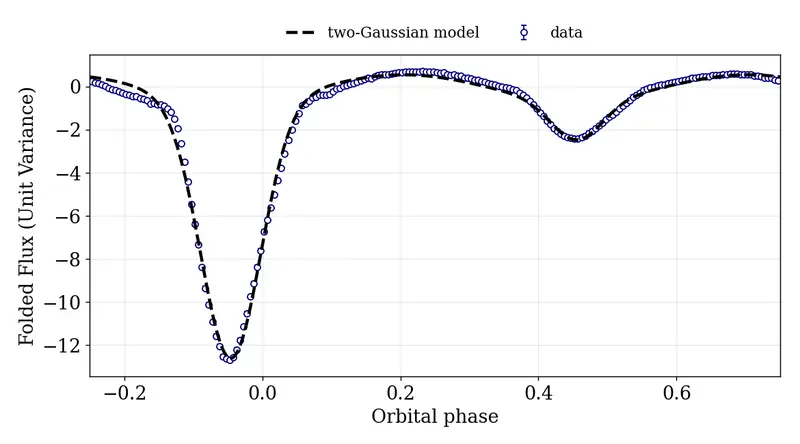 two-Gaussian model data
Folded Flux (Unit Variance)
0
−2
−4
−6
−8
−10
−12
−0.2 0.0 0.2 0.4 0.6
Orbital phase